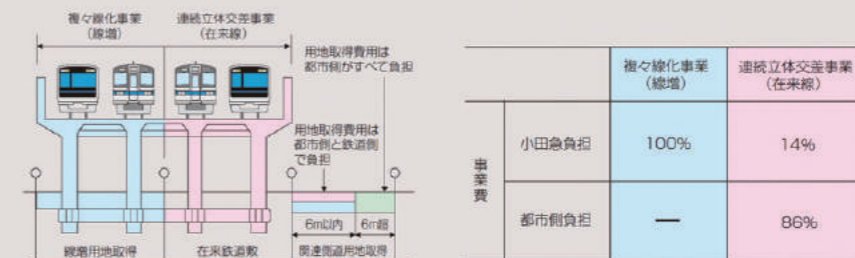 複々線化事業
(線増)
連続立体交差事業
(在来線)
用地取得費用は
都市側がすべて負担
用地取得費用は
都市側と鉄道側
で負担
6m以内
6m超
線増用地取得
在来鉄道敷
関連側道用地取得
複々線化事業
(線増)
連続立体交差事業
(在来線)
事業費
小田急負担
100%
14%
都市側負担
—
86%